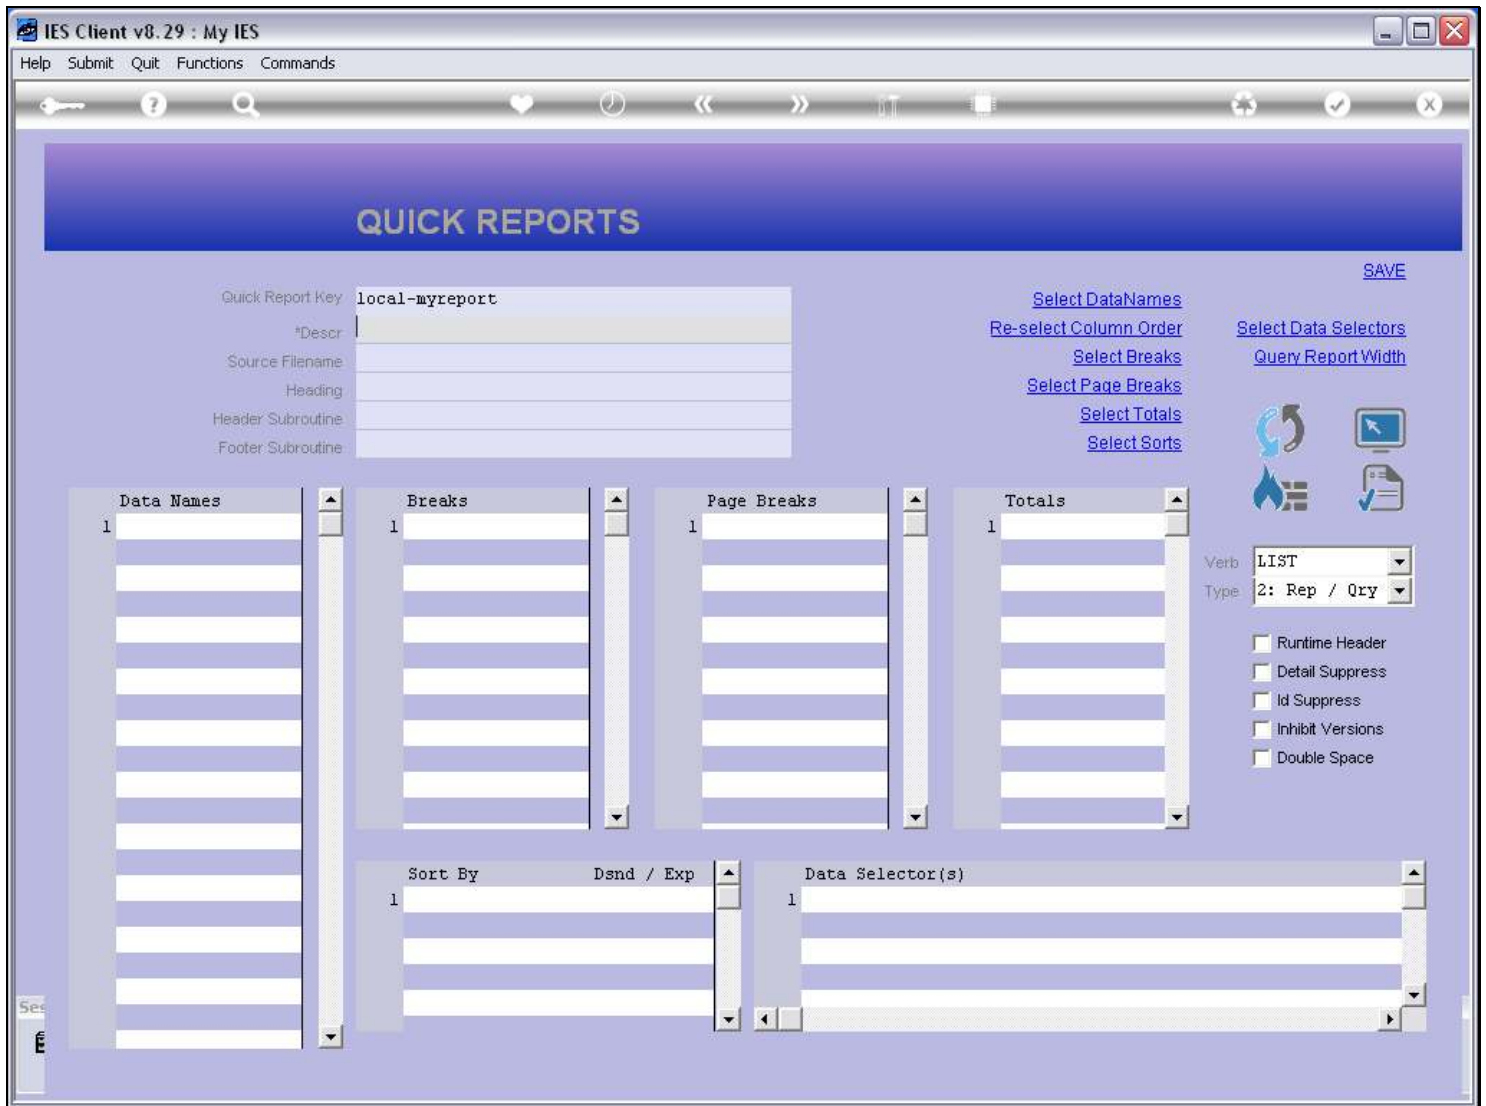 IES Client v8.29 : My IES
Help Submit Quit Functions Commands
QUICK REPORTS
SAVE
Quick Report Key local-myreport
Select DataNames
*Descr
Re-select Column Order
Select Data Selectors
Source Filename
Select Breaks
Query Report Width
Heading
Select Page Breaks
Header Subroutine
Select Totals
Footer Subroutine
Select Sorts
Data Names
Breaks
Page Breaks
Totals
1
1
1
1
Verb LIST
Type 2: Rep / Qry
Runtime Header
Detail Suppress
Id Suppress
Inhibit Versions
Double Space
Sort By Dsnd / Exp
Data Selector(s)
1
1
Ses